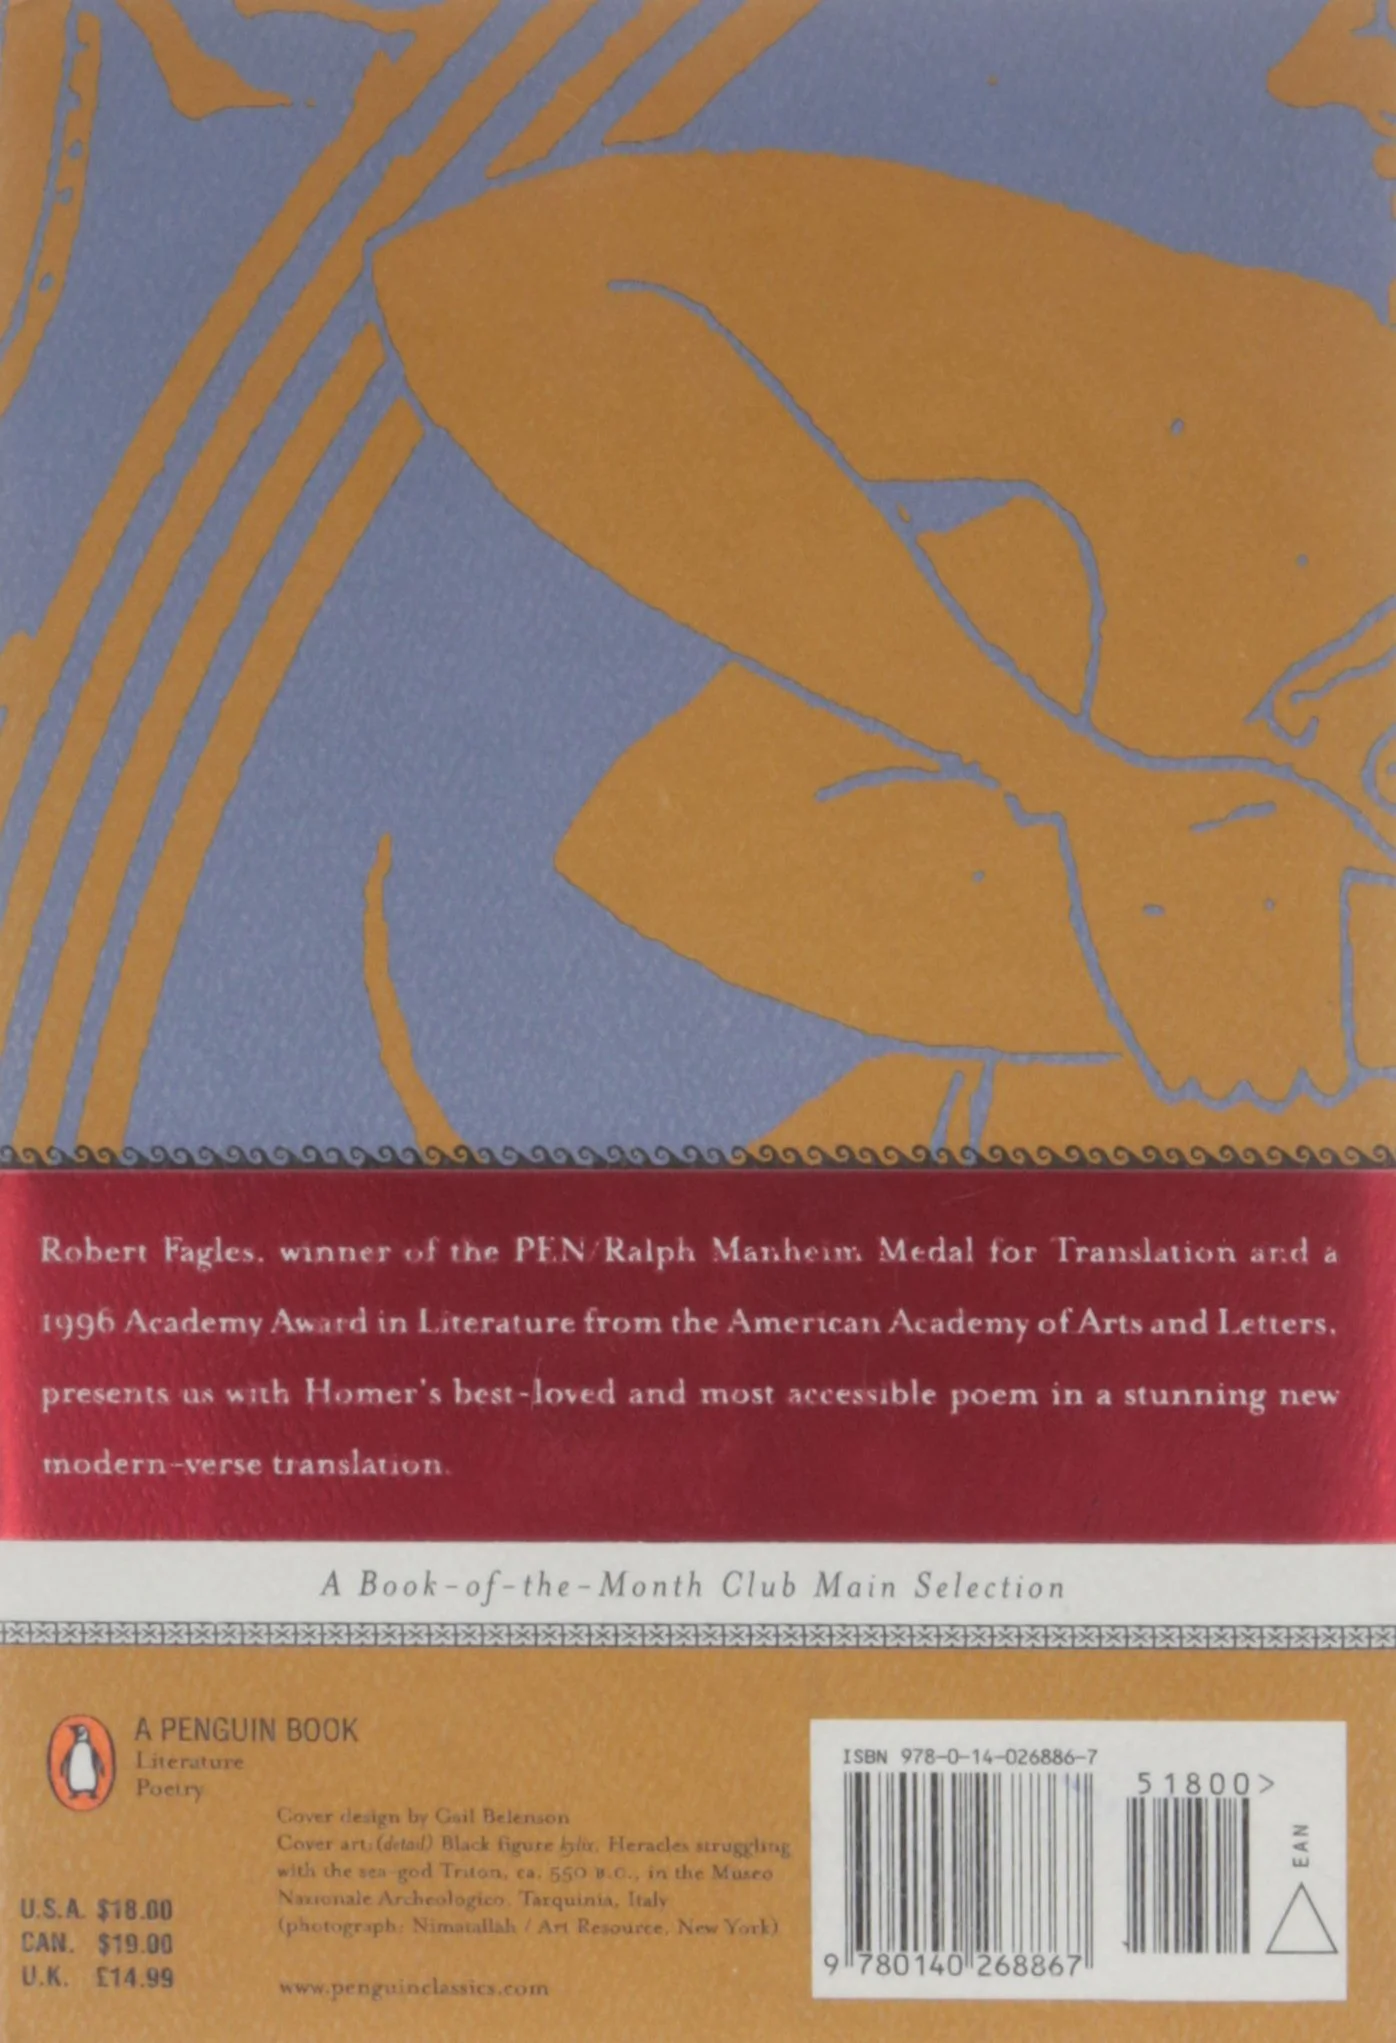 Robert Fagles, winner of the PEN/Ralph Manheim Medal for Translation and a
1996 Academy Award in Literature from the American Academy of Arts and Letters,
presents us with Homer's best-loved and most accessible poem in a stunning new
modern-verse translation.
A Book-of-the-Month Club Main Selection
A PENGUIN BOOK
Literature
Poetry
Cover design by Gail Belenson
Cover art: (detail) Black figure kylix, Heracles struggling
with the sea-god Triton, ca. 550 B.C., in the Museo
Nazionale Archeologico, Tarquinia, Italy
(photograph: Nimatallah / Art Resource, New York)
www.penguinclassics.com
U.S.A. $18.00
CAN. $19.00
U.K. £14.99
ISBN 978-0-14-026886-7
51800>
EAN
9 780140 268867